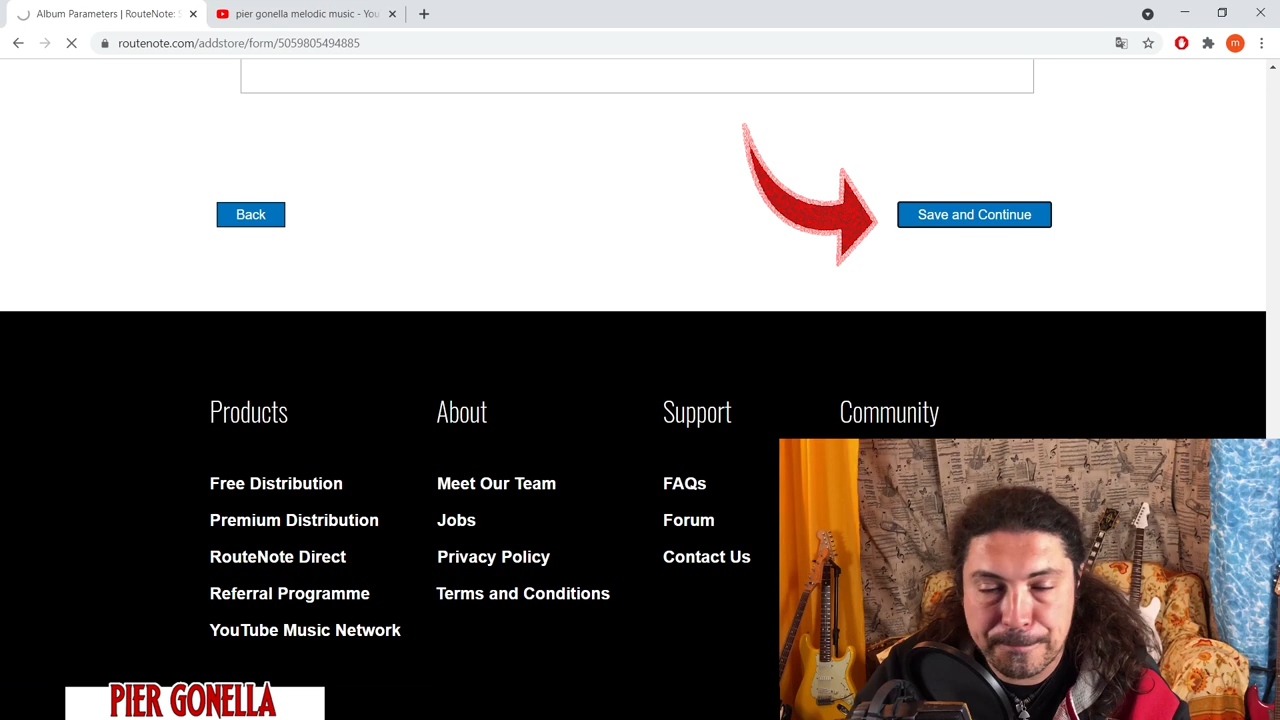 Album Parameters | RouteNote: S
pier gonella melodic music - You
routenote.com/addstore/form/5059805494885
m
Back
Save and Continue
Products
About
Support
Community
Free Distribution
Meet Our Team
FAQs
Premium Distribution
Jobs
Forum
RouteNote Direct
Privacy Policy
Contact Us
Referral Programme
Terms and Conditions
YouTube Music Network
PIER GONELLA